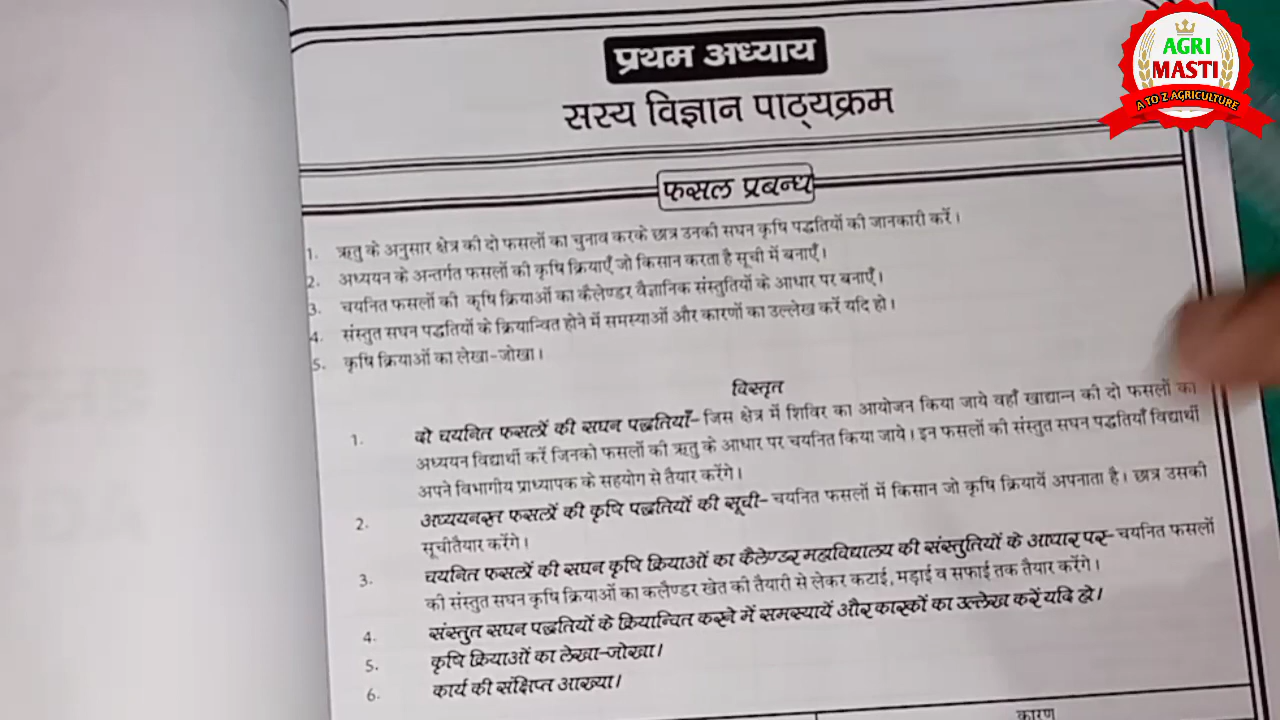 AGRI
MASTI
A TO Z AGRICULTURE
प्रथम अध्याय
सस्य विज्ञान पाठ्यक्रम
फसल प्रबन्ध
1. ऋतु के अनुसार क्षेत्र की दो फसलों का चुनाव करके छात्र उनकी सघन कृषि पद्धतियों की जानकारी करें।
2. अध्ययन के अन्तर्गत फसलों की कृषि क्रियाएँ जो किसान करता है सूची में बनाएँ।
3. चयनित फसलों की कृषि क्रियाओं का कैलेण्डर वैज्ञानिक संस्तुतियों के आधार पर बनाएँ।
4. संस्तुत सघन पद्धतियों के क्रियान्वित होने में समस्याओं और कारणों का उल्लेख करें यदि हो।
5. कृषि क्रियाओं का लेखा-जोखा।
विस्तृत
1. दो चयनित फसलों की सघन पद्धतियाँ- जिस क्षेत्र में शिविर का आयोजन किया जाये वहाँ खाद्यान्न की दो फसलों का
अध्ययन विद्यार्थी करें जिनको फसलों की ऋतु के आधार पर चयनित किया जाये। इन फसलों की संस्तुत सघन पद्धतियाँ विद्यार्थी
अपने विभागीय प्राध्यापक के सहयोग से तैयार करेंगे।
2. अध्ययनरत फसलों की कृषि पद्धतियों की सूची- चयनित फसलों में किसान जो कृषि क्रियायें अपनाता है। छात्र उसकी
सूचीतैयार करेंगे।
3. चयनित फसलों की सघन कृषि क्रियाओं का कैलेण्डर महाविद्यालय की संस्तुतियों के आधार पर- चयनित फसलों
की संस्तुत सघन कृषि क्रियाओं का कलैण्डर खेत की तैयारी से लेकर कटाई, मड़ाई व सफाई तक तैयार करेंगे।
4. संस्तुत सघन पद्धतियों के क्रियान्वित करने में समस्यायें और कारकों का उल्लेख करें यदि हो।
5. कृषि क्रियाओं का लेखा-जोखा।
6. कार्य की संक्षिप्त आख्या।
कारण